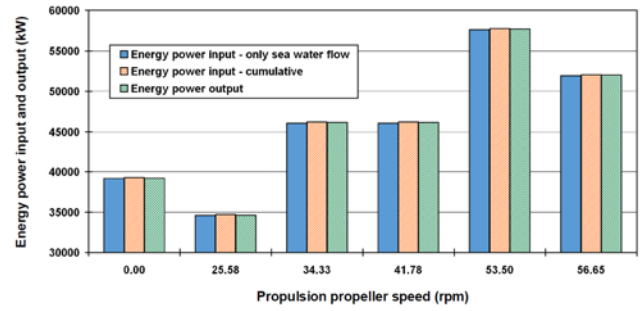 Energy power input and output (kW)
60000
55000
50000
45000
40000
35000
30000
Energy power input - only sea water flow
Energy power input - cumulative
Energy power output
0.00 25.58 34.33 41.78 53.50 56.65
Propulsion propeller speed (rpm)